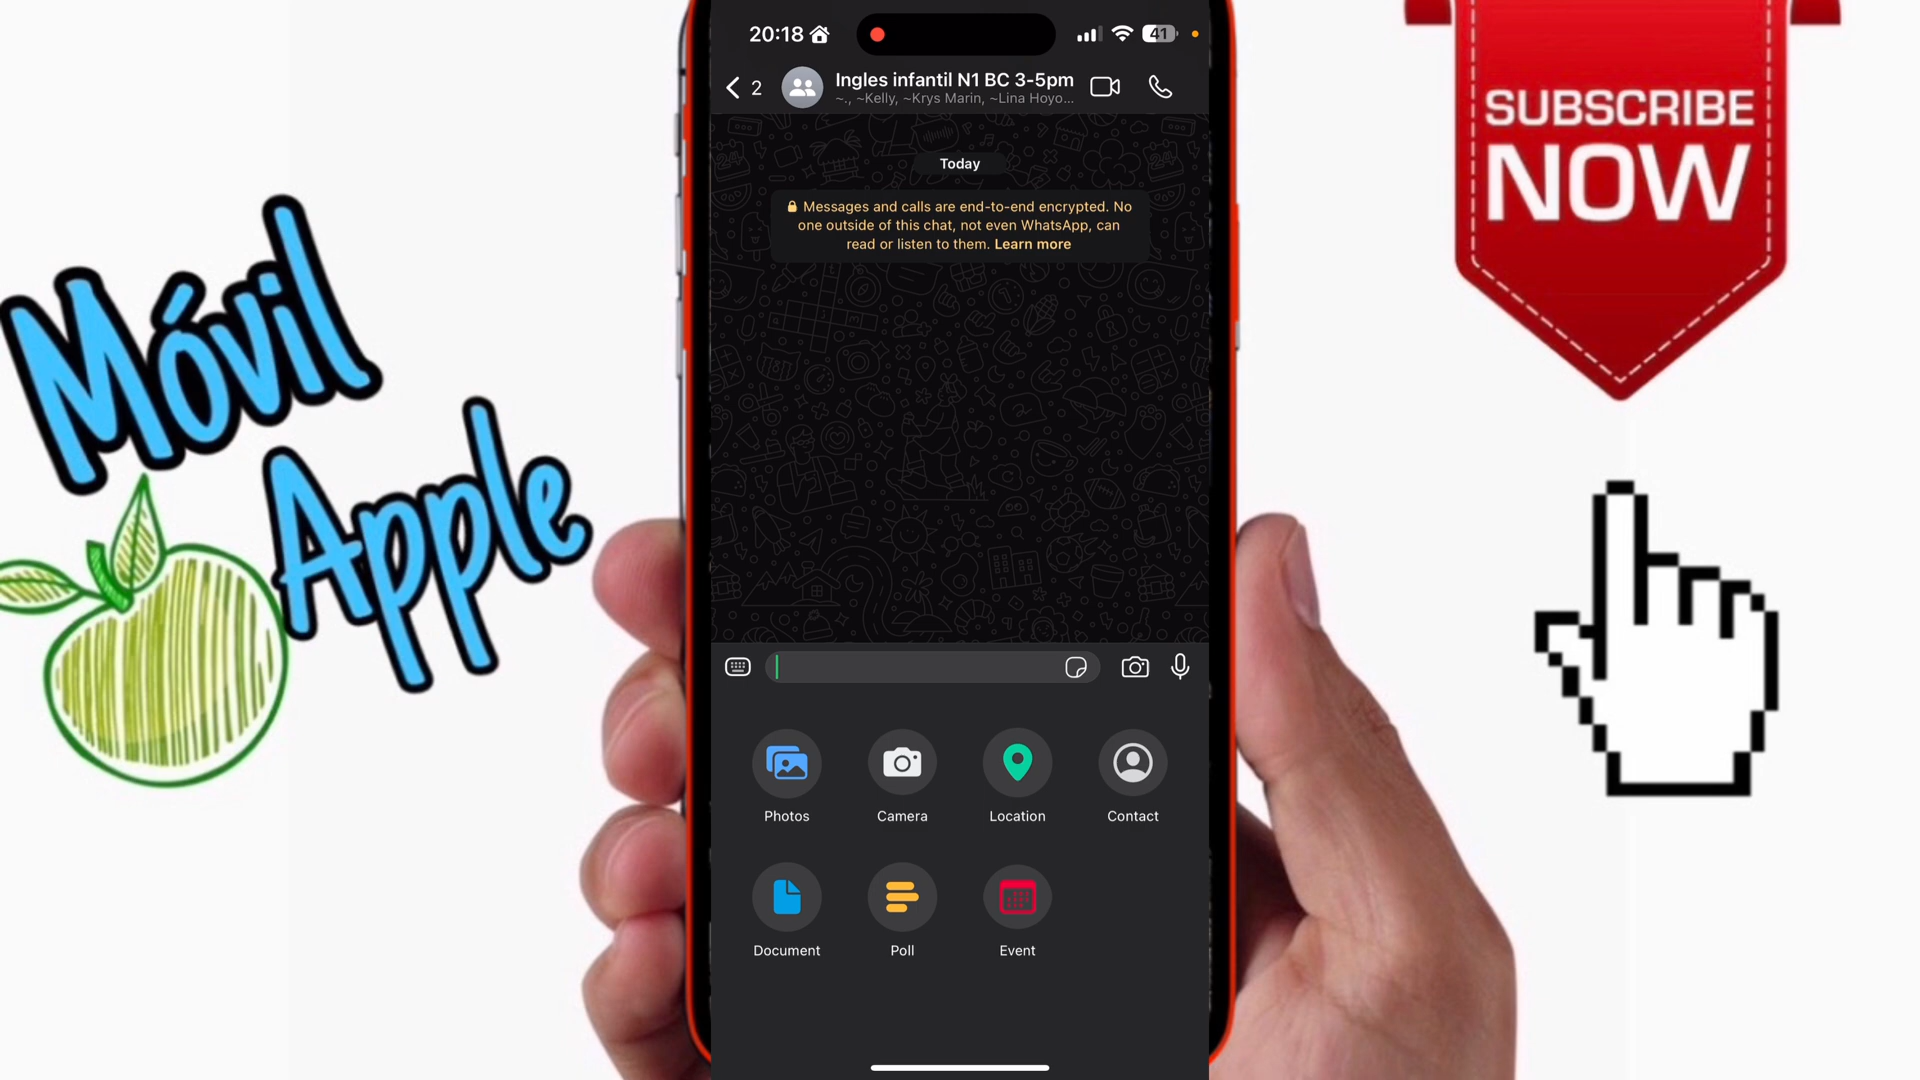 20:18
41
2
Ingles infantil N1 BC 3-5pm
~., ~Kelly, ~Krys Marin, ~Lina Hoyo...
Today
Messages and calls are end-to-end encrypted. No
one outside of this chat, not even WhatsApp, can
read or listen to them. Learn more
Photos
Camera
Location
Contact
Document
Poll
Event
Móvil
Apple
SUBSCRIBE
NOW